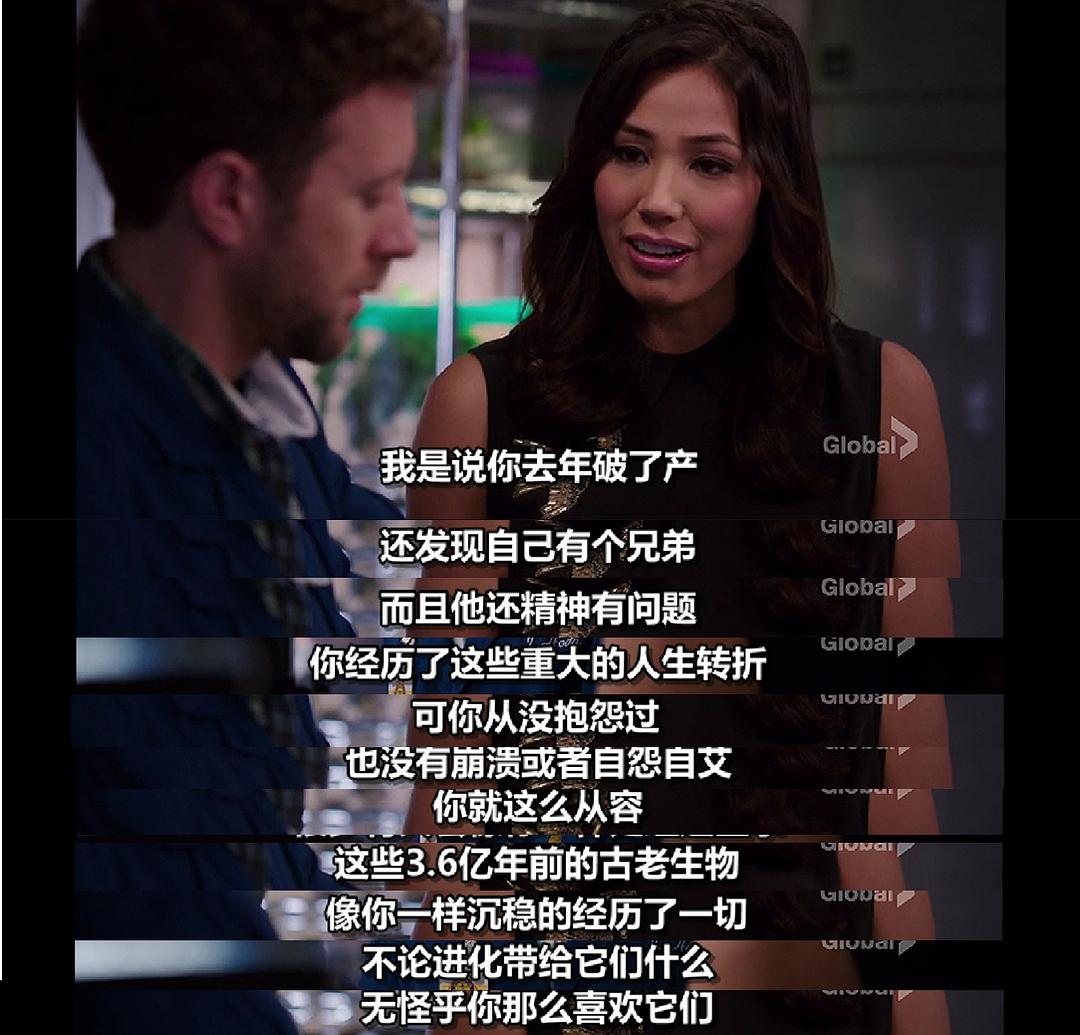 Global
我是说你去年破了产
Global
还发现自己有个兄弟
Global
而且他还精神有问题
Global
你经历了这些重大的人生转折
Global
可你从没抱怨过
也没有崩溃或者自怨自艾
你就这么从容
Global
这些3.6亿年前的古老生物
Global
像你一样沉稳的经历了一切
Global
不论进化带给它们什么
无怪乎你那么喜欢它们